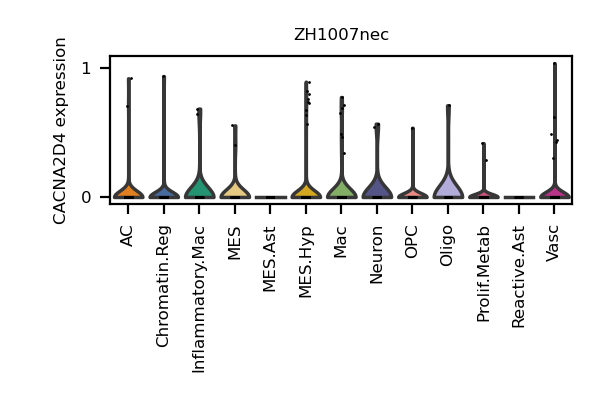 ZH1007nec
CACNA2D4 expression
1
0
AC
Chromatin.Reg
Inflammatory.Mac
MES
MES.Ast
MES.Hyp
Mac
Neuron
OPC
Oligo
Prolif.Metab
Reactive.Ast
Vasc